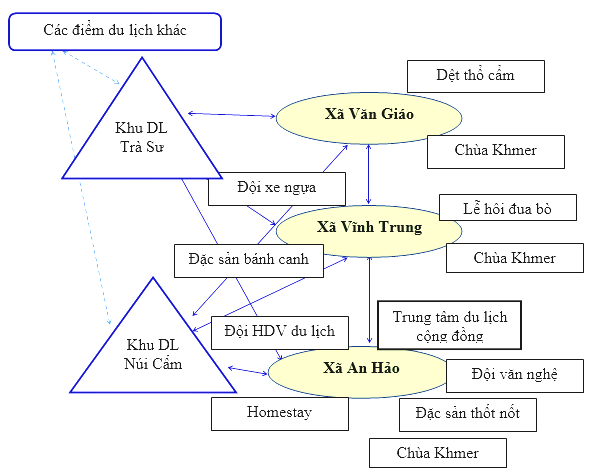 Các điểm du lịch khác
Dệt thổ cẩm
Xã Văn Giáo
Khu DL
Trà Sư
Chùa Khmer
Đội xe ngựa
Lễ hôi đua bò
Xã Vĩnh Trung
Chùa Khmer
Đặc sản bánh canh
Trung tâm du lịch
cộng đồng
Đội HDV du lịch
Khu DL
Núi Cấm
Xã An Hảo
Đội văn nghệ
Homestay
Đặc sản thốt nốt
Chùa Khmer